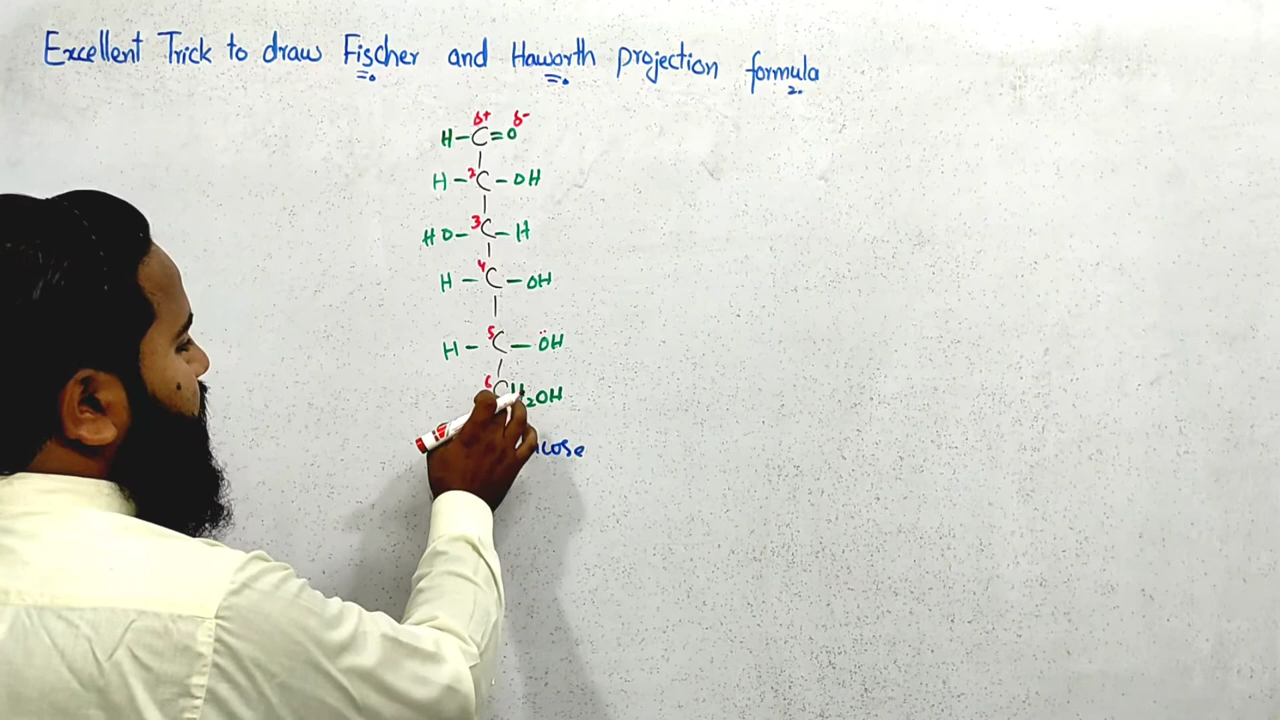 Excellent Trick to draw Fischer and Haworth projection formula
δ+ δ-
H-C=O
H-²C-OH
HO-³C-H
H-⁴C-OH
H-⁵C-ÖH
⁶CH₂OH